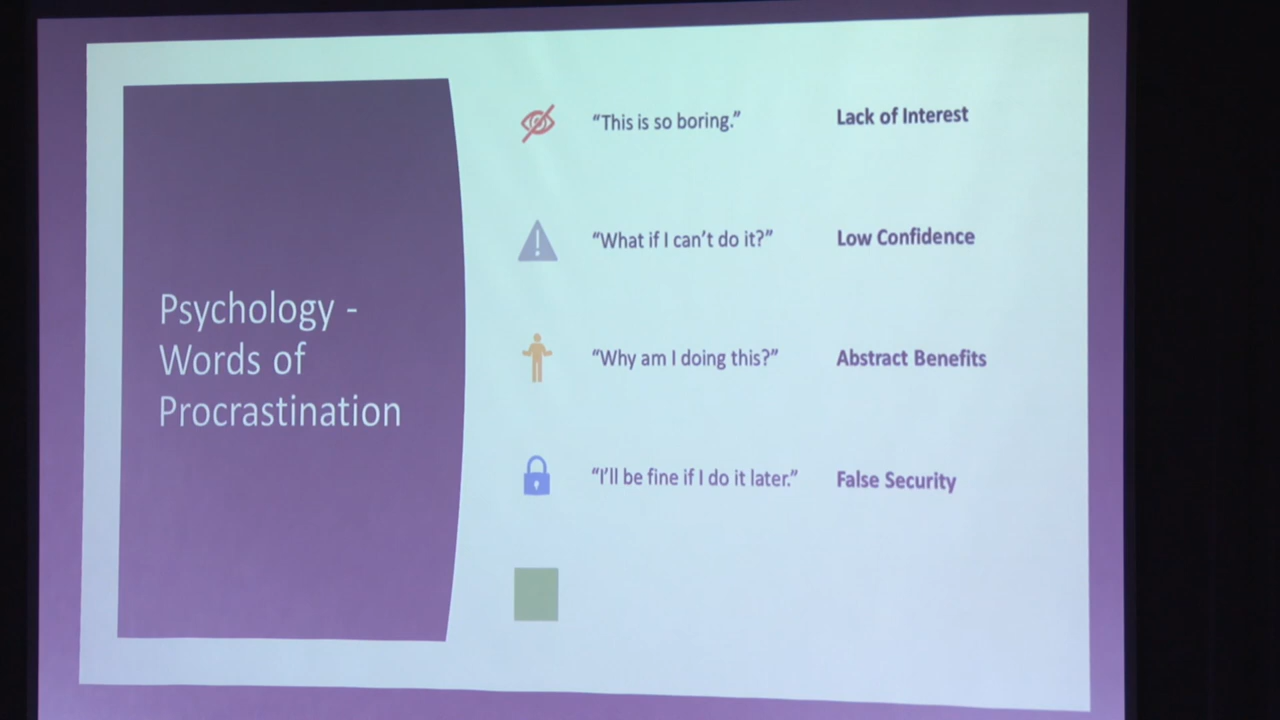 Psychology -
Words of
Procrastination
“This is so boring.” Lack of Interest
“What if I can’t do it?” Low Confidence
“Why am I doing this?” Abstract Benefits
“I’ll be fine if I do it later.” False Security